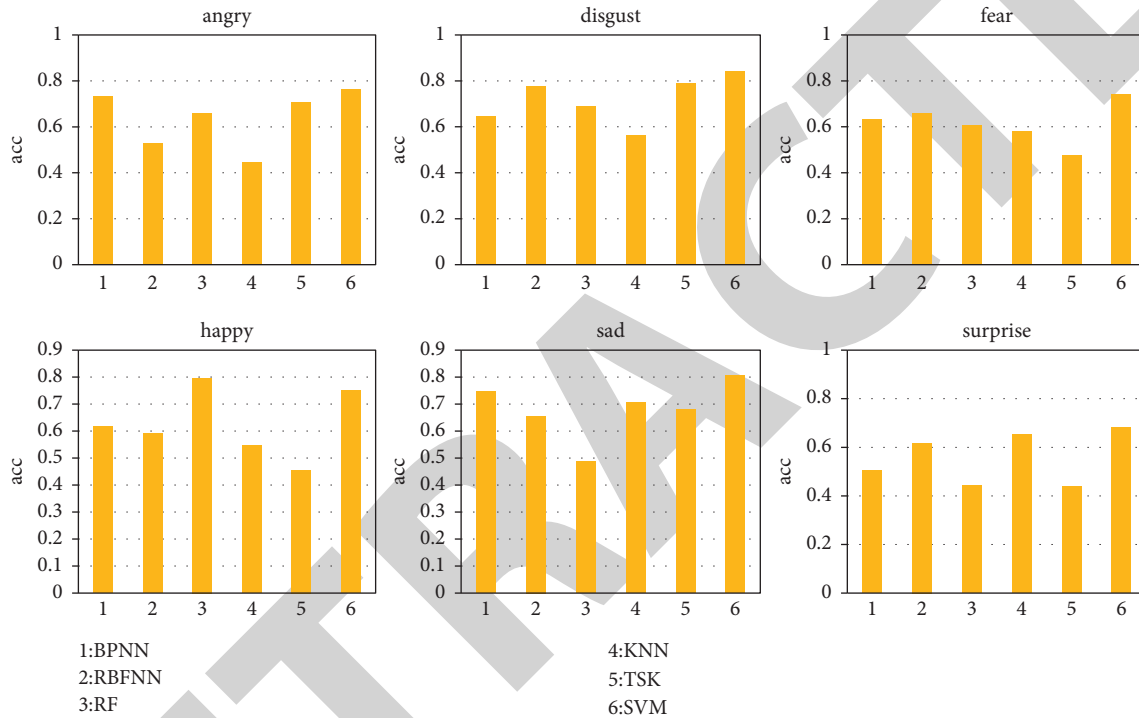 angry
1
0.8
0.6
0.4
0.2
0
acc
1 2 3 4 5 6
disgust
1
0.8
0.6
0.4
0.2
0
acc
1 2 3 4 5 6
fear
1
0.8
0.6
0.4
0.2
0
acc
1 2 3 4 5 6
happy
0.9
0.8
0.7
0.6
0.5
0.4
0.3
0.2
0.1
0
acc
1 2 3 4 5 6
sad
0.9
0.8
0.7
0.6
0.5
0.4
0.3
0.2
0.1
0
acc
1 2 3 4 5 6
surprise
1
0.8
0.6
0.4
0.2
0
acc
1 2 3 4 5 6
1:BPNN
2:RBFNN
3:RF
4:KNN
5:TSK
6:SVM